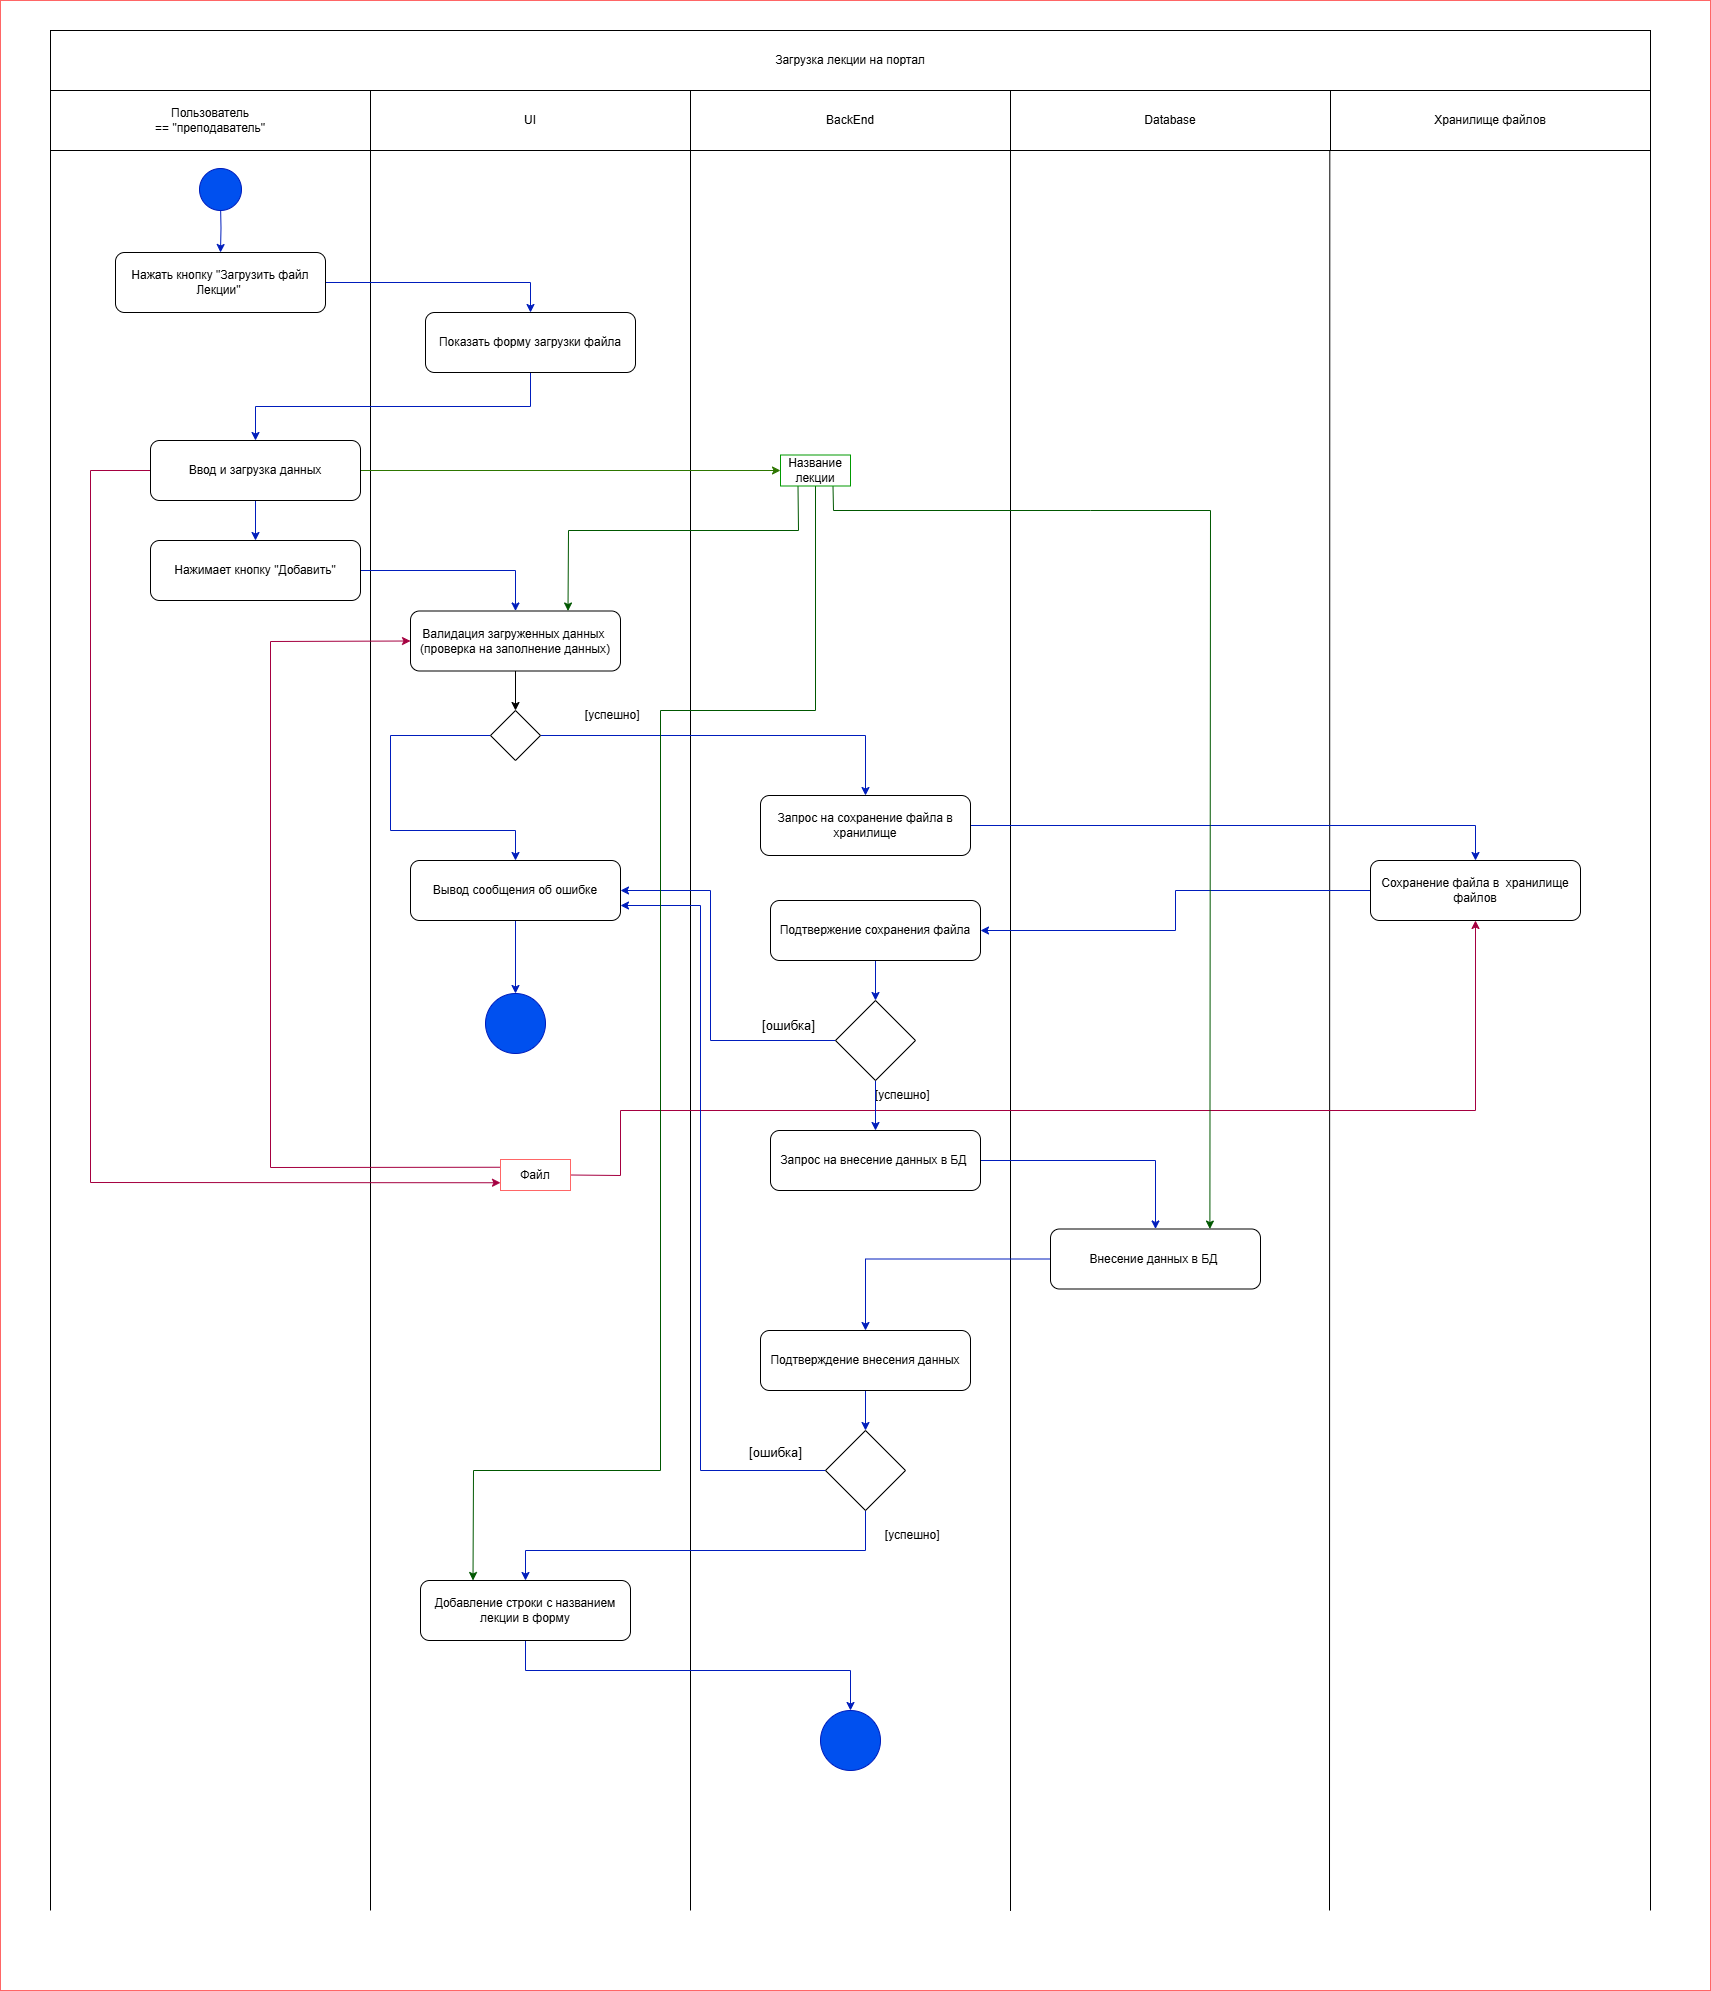 Загрузка лекции на портал
Пользователь
== "преподаватель"
UI
BackEnd
Database
Хранилище файлов
Нажать кнопку "Загрузить файл
Лекции"
Показать форму загрузки файла
Ввод и загрузка данных
Название
лекции
Нажимает кнопку "Добавить"
Валидация загруженных данных
(проверка на заполнение данных)
[успешно]
Запрос на сохранение файла в
хранилище
Вывод сообщения об ошибке
Сохранение файла в  хранилище
файлов
Подтвержение сохранения файла
[ошибка]
[успешно]
Запрос на внесение данных в БД
Файл
Внесение данных в БД
Подтверждение внесения данных
[ошибка]
[успешно]
Добавление строки с названием
лекции в форму